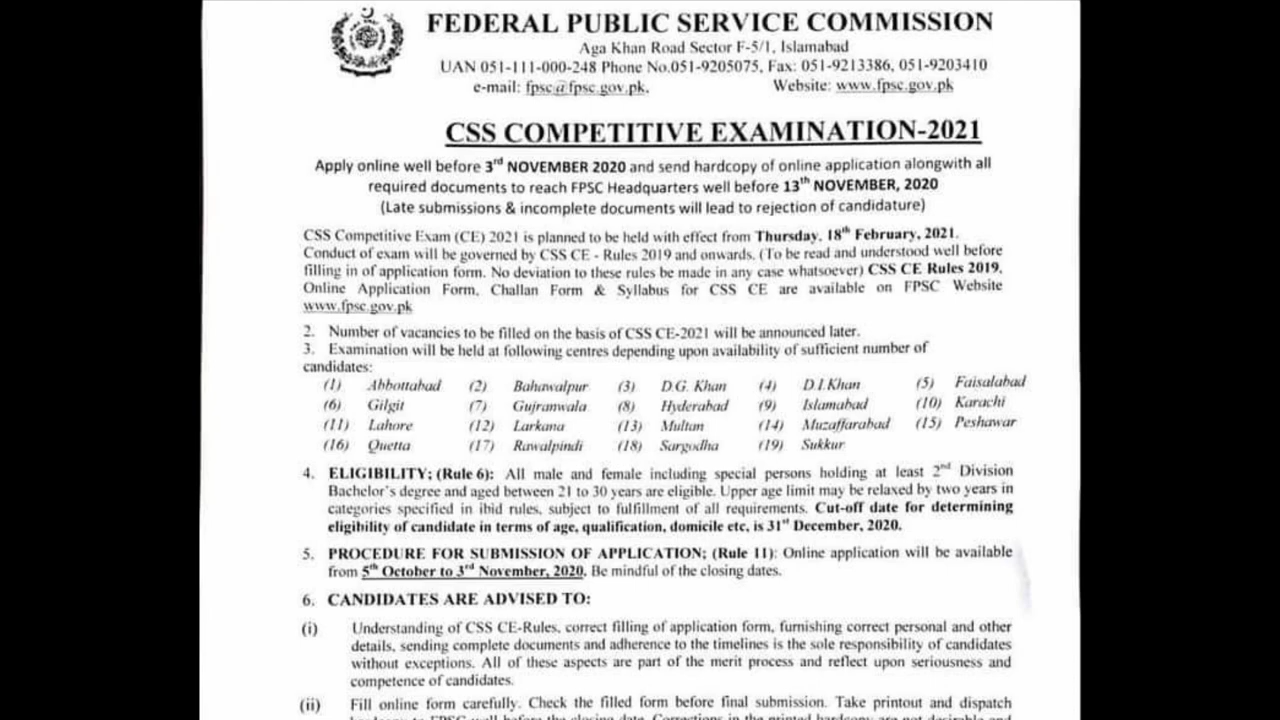 FEDERAL PUBLIC SERVICE COMMISSION
Aga Khan Road Sector F-5/1, Islamabad
UAN 051-111-000-248 Phone No.051-9205075, Fax: 051-9213386, 051-9203410
e-mail: fpsc@fpsc.gov.pk, Website: www.fpsc.gov.pk
CSS COMPETITIVE EXAMINATION-2021
Apply online well before 3rd NOVEMBER 2020 and send hardcopy of online application alongwith all
required documents to reach FPSC Headquarters well before 13th NOVEMBER, 2020
(Late submissions & incomplete documents will lead to rejection of candidature)
CSS Competitive Exam (CE) 2021 is planned to be held with effect from Thursday, 18th February, 2021.
Conduct of exam will be governed by CSS CE - Rules 2019 and onwards. (To be read and understood well before
filling in of application form. No deviation to these rules be made in any case whatsoever) CSS CE Rules 2019,
Online Application Form, Challan Form & Syllabus for CSS CE are available on FPSC Website
www.fpsc.gov.pk
2. Number of vacancies to be filled on the basis of CSS CE-2021 will be announced later.
3. Examination will be held at following centres depending upon availability of sufficient number of
candidates:
(1) Abbottabad (2) Bahawalpur (3) D.G. Khan (4) D.I.Khan (5) Faisalabad
(6) Gilgit (7) Gujranwala (8) Hyderabad (9) Islamabad (10) Karachi
(11) Lahore (12) Larkana (13) Multan (14) Muzaffarabad (15) Peshawar
(16) Quetta (17) Rawalpindi (18) Sargodha (19) Sukkur
4. ELIGIBILITY; (Rule 6): All male and female including special persons holding at least 2nd Division
Bachelor's degree and aged between 21 to 30 years are eligible. Upper age limit may be relaxed by two years in
categories specified in ibid rules, subject to fulfillment of all requirements. Cut-off date for determining
eligibility of candidate in terms of age, qualification, domicile etc, is 31st December, 2020.
5. PROCEDURE FOR SUBMISSION OF APPLICATION; (Rule 11): Online application will be available
from 5th October to 3rd November, 2020. Be mindful of the closing dates.
6. CANDIDATES ARE ADVISED TO:
(i) Understanding of CSS CE-Rules, correct filling of application form, furnishing correct personal and other
details, sending complete documents and adherence to the timelines is the sole responsibility of candidates
without exceptions. All of these aspects are part of the merit process and reflect upon seriousness and
competence of candidates.
(ii) Fill online form carefully. Check the filled form before final submission. Take printout and dispatch